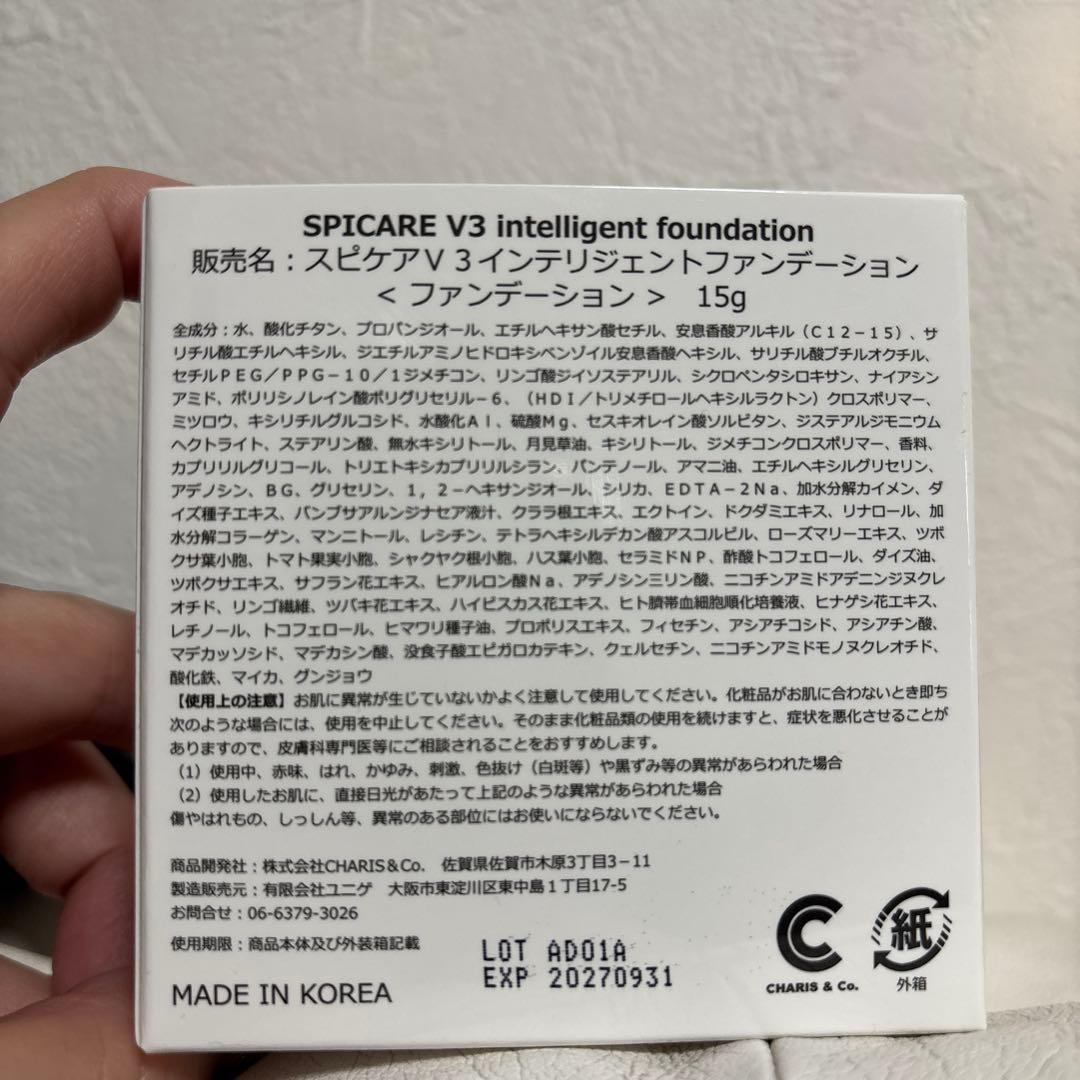 SPICARE V3 intelligent foundation
販売名：スピケアＶ３インテリジェントファンデーション
＜ファンデーション＞　15g
全成分：水、酸化チタン、プロパンジオール、エチルヘキサン酸セチル、安息香酸アルキル（Ｃ１２－１５）、サ
リチル酸エチルヘキシル、ジエチルアミノヒドロキシベンゾイル安息香酸ヘキシル、サリチル酸ブチルオクチル、
セチルＰＥＧ／ＰＰＧ－１０／１ジメチコン、リンゴ酸ジイソステアリル、シクロペンタシロキサン、ナイアシン
アミド、ポリリシノレイン酸ポリグリセリル－６、（ＨＤＩ／トリメチロールヘキシルラクトン）クロスポリマー、
ミツロウ、キシリチルグルコシド、水酸化Ａｌ、硫酸Ｍｇ、セスキオレイン酸ソルビタン、ジステアルジモニウム
ヘクトライト、ステアリン酸、無水キシリトール、月見草油、キシリトール、ジメチコンクロスポリマー、香料、
カプリリルグリコール、トリエトキシカプリリルシラン、パンテノール、アマニ油、エチルヘキシルグリセリン、
アデノシン、ＢＧ、グリセリン、１，２－ヘキサンジオール、シリカ、ＥＤＴＡ－２Ｎａ、加水分解カイメン、ダ
イズ種子エキス、バンブサアルンジナセア液汁、クララ根エキス、エクトイン、ドクダミエキス、リナロール、加
水分解コラーゲン、マンニトール、レシチン、テトラヘキシルデカン酸アスコルビル、ローズマリーエキス、ツボ
クサ葉小胞、トマト果実小胞、シャクヤク根小胞、ハス葉小胞、セラミドＮＰ、酢酸トコフェロール、ダイズ油、
ツボクサエキス、サフラン花エキス、ヒアルロン酸Ｎａ、アデノシン三リン酸、ニコチンアミドアデニンジヌクレ
オチド、リンゴ繊維、ツバキ花エキス、ハイビスカス花エキス、ヒト臍帯血細胞順化培養液、ヒナゲシ花エキス、
レチノール、トコフェロール、ヒマワリ種子油、プロポリスエキス、フィセチン、アシアチコシド、アシアチン酸、
マデカッソシド、マデカシン酸、没食子酸エピガロカテキン、クェルセチン、ニコチンアミドモノヌクレオチド、
酸化鉄、マイカ、グンジョウ
【使用上の注意】お肌に異常が生じていないかよく注意して使用してください。化粧品がお肌に合わないとき即ち
次のような場合には、使用を中止してください。そのまま化粧品類の使用を続けますと、症状を悪化させることが
ありますので、皮膚科専門医等にご相談されることをおすすめします。
（1）使用中、赤味、はれ、かゆみ、刺激、色抜け（白斑等）や黒ずみ等の異常があらわれた場合
（2）使用したお肌に、直接日光があたって上記のような異常があらわれた場合
傷やはれもの、しっしん等、異常のある部位にはお使いにならないでください。
商品開発社：株式会社CHARIS＆Co.　佐賀県佐賀市木原3丁目3－11
製造販売元：有限会社ユニゲ　大阪市東淀川区東中島１丁目17-5
お問合せ：06-6379-3026
使用期限：商品本体及び外装箱記載
LOT AD01A
EXP 20270931
MADE IN KOREA
CHARIS & Co.
紙
外箱